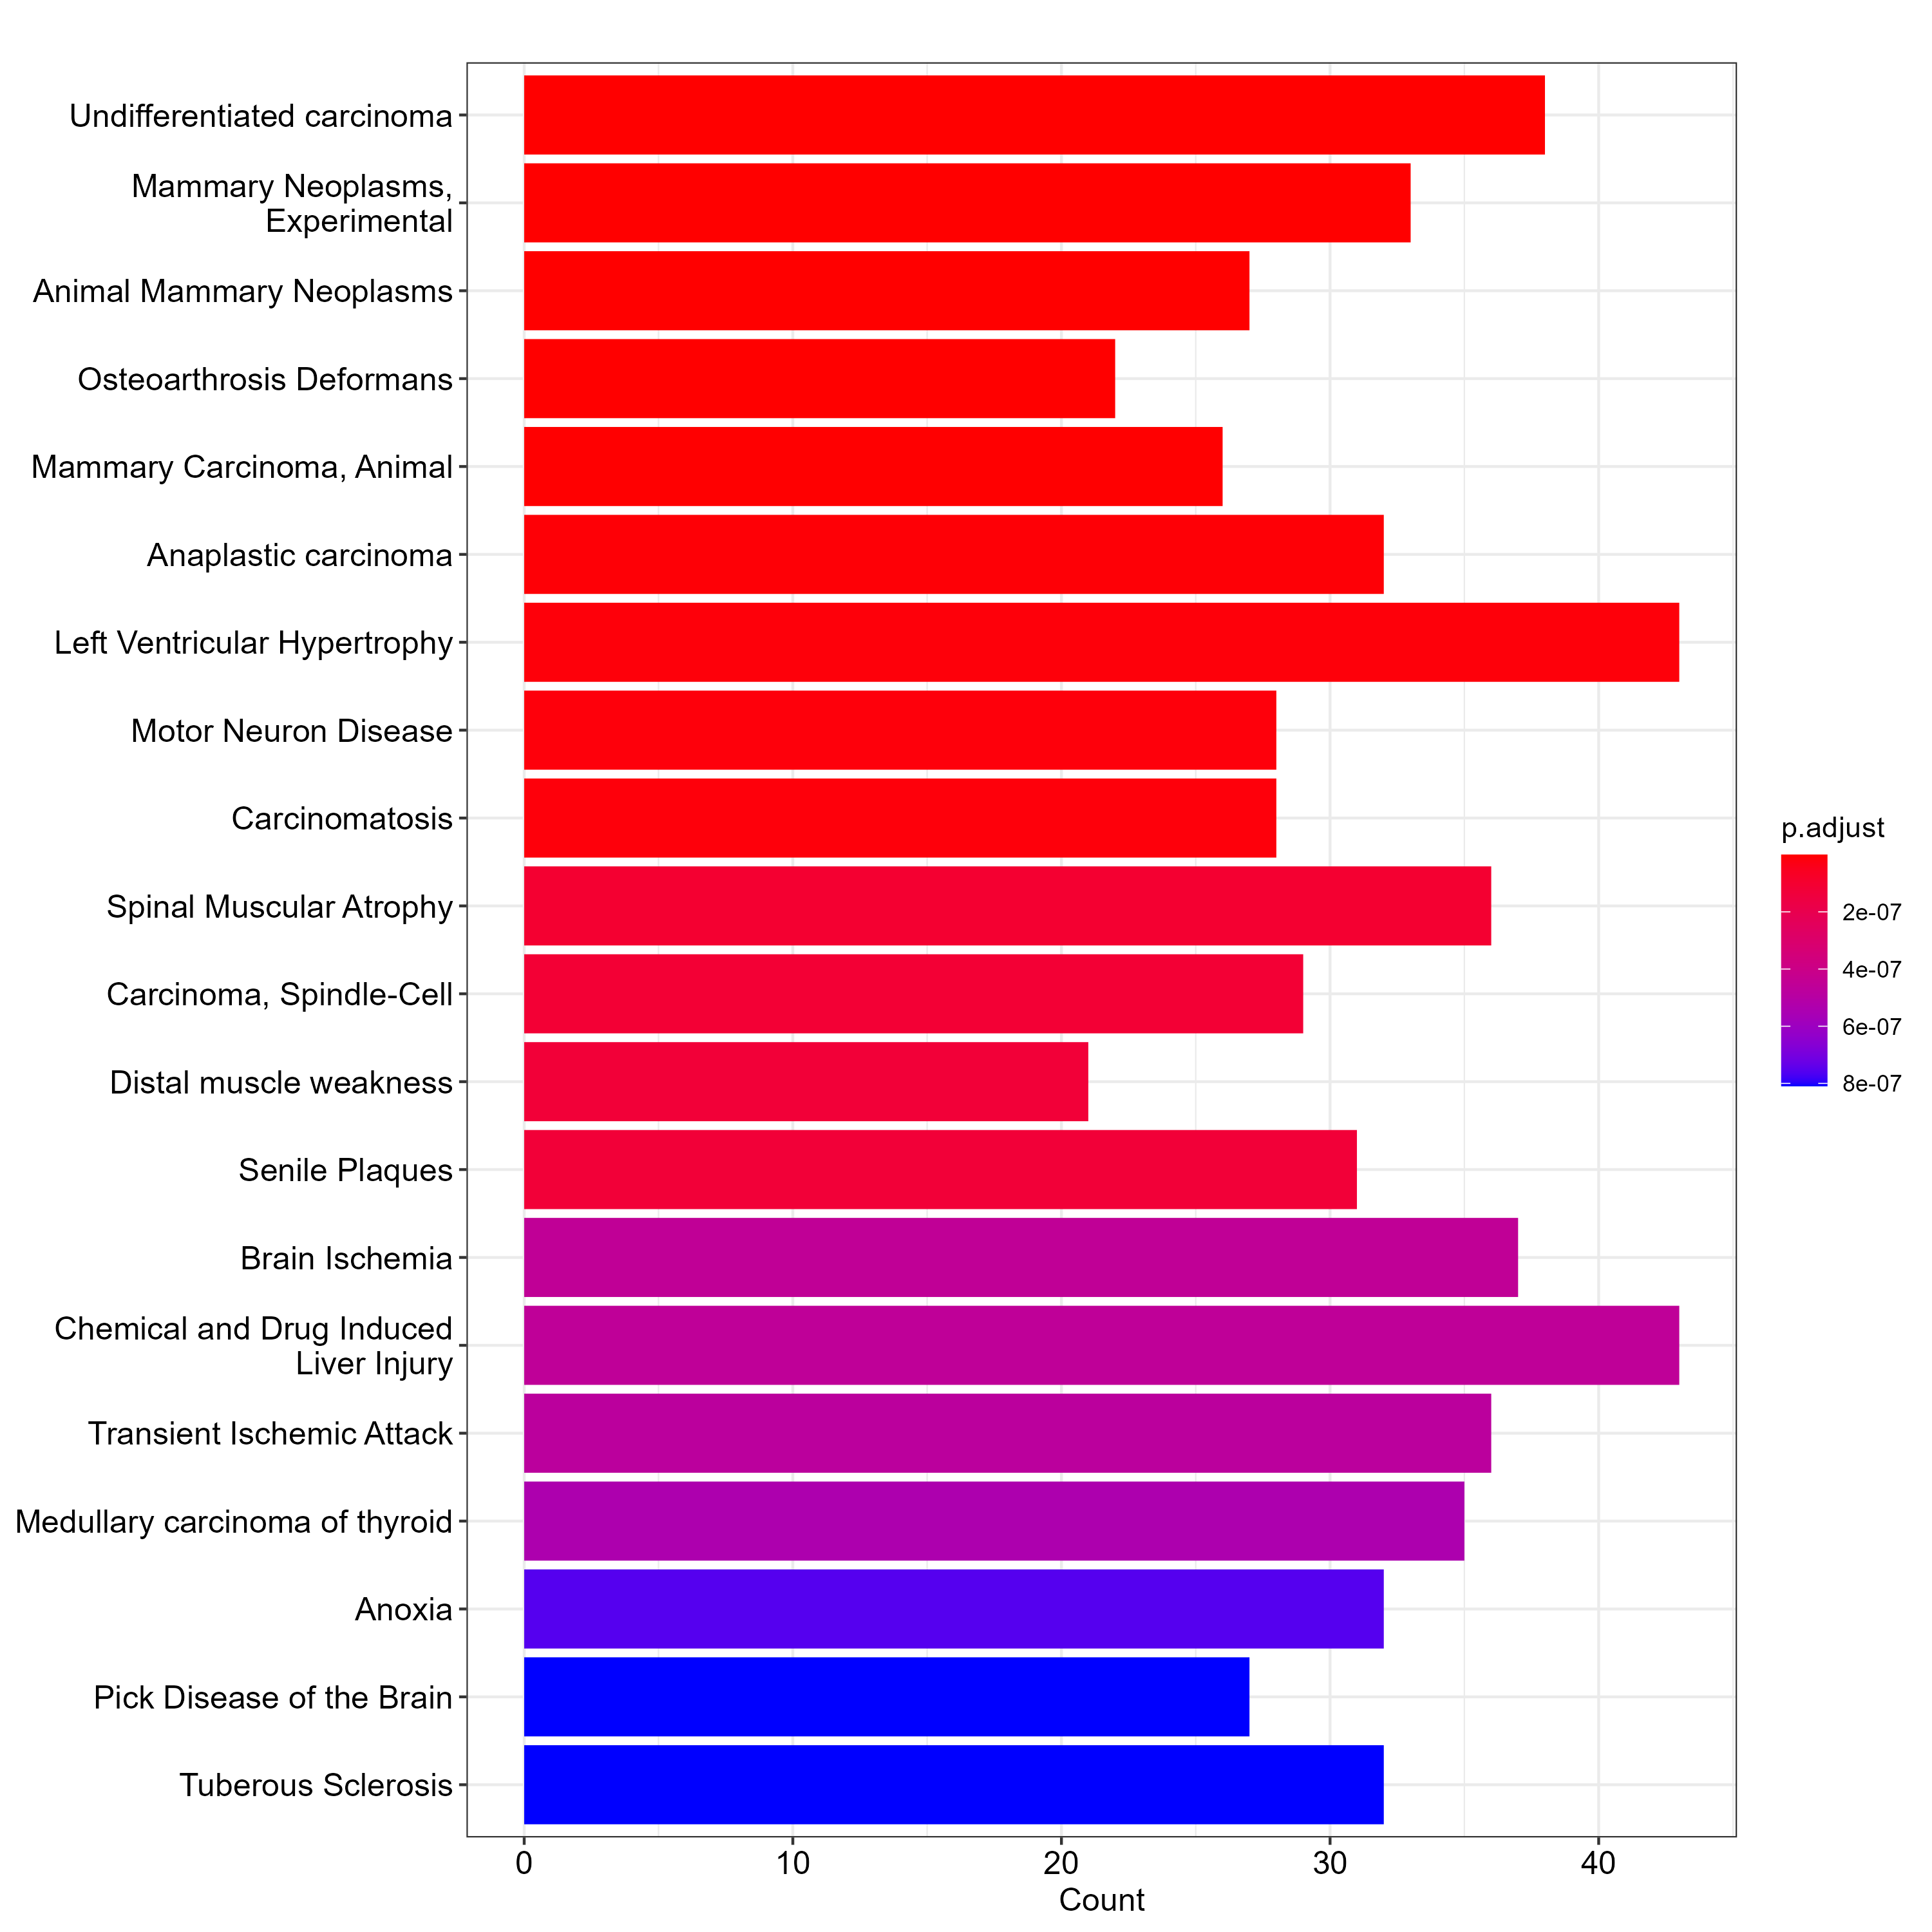 Undifferentiated carcinoma
Mammary Neoplasms,
Experimental
Animal Mammary Neoplasms
Osteoarthrosis Deformans
Mammary Carcinoma, Animal
Anaplastic carcinoma
Left Ventricular Hypertrophy
Motor Neuron Disease
Carcinomatosis
Spinal Muscular Atrophy
Carcinoma, Spindle-Cell
Distal muscle weakness
Senile Plaques
Brain Ischemia
Chemical and Drug Induced
Liver Injury
Transient Ischemic Attack
Medullary carcinoma of thyroid
Anoxia
Pick Disease of the Brain
Tuberous Sclerosis
0 10 20 30 40
Count
p.adjust
2e-07
4e-07
6e-07
8e-07